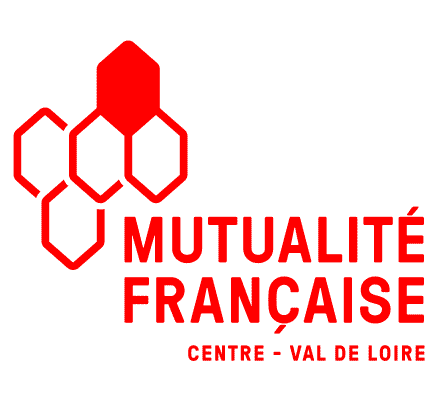 MUTUALITÉ
FRANÇAISE
CENTRE - VAL DE LOIRE